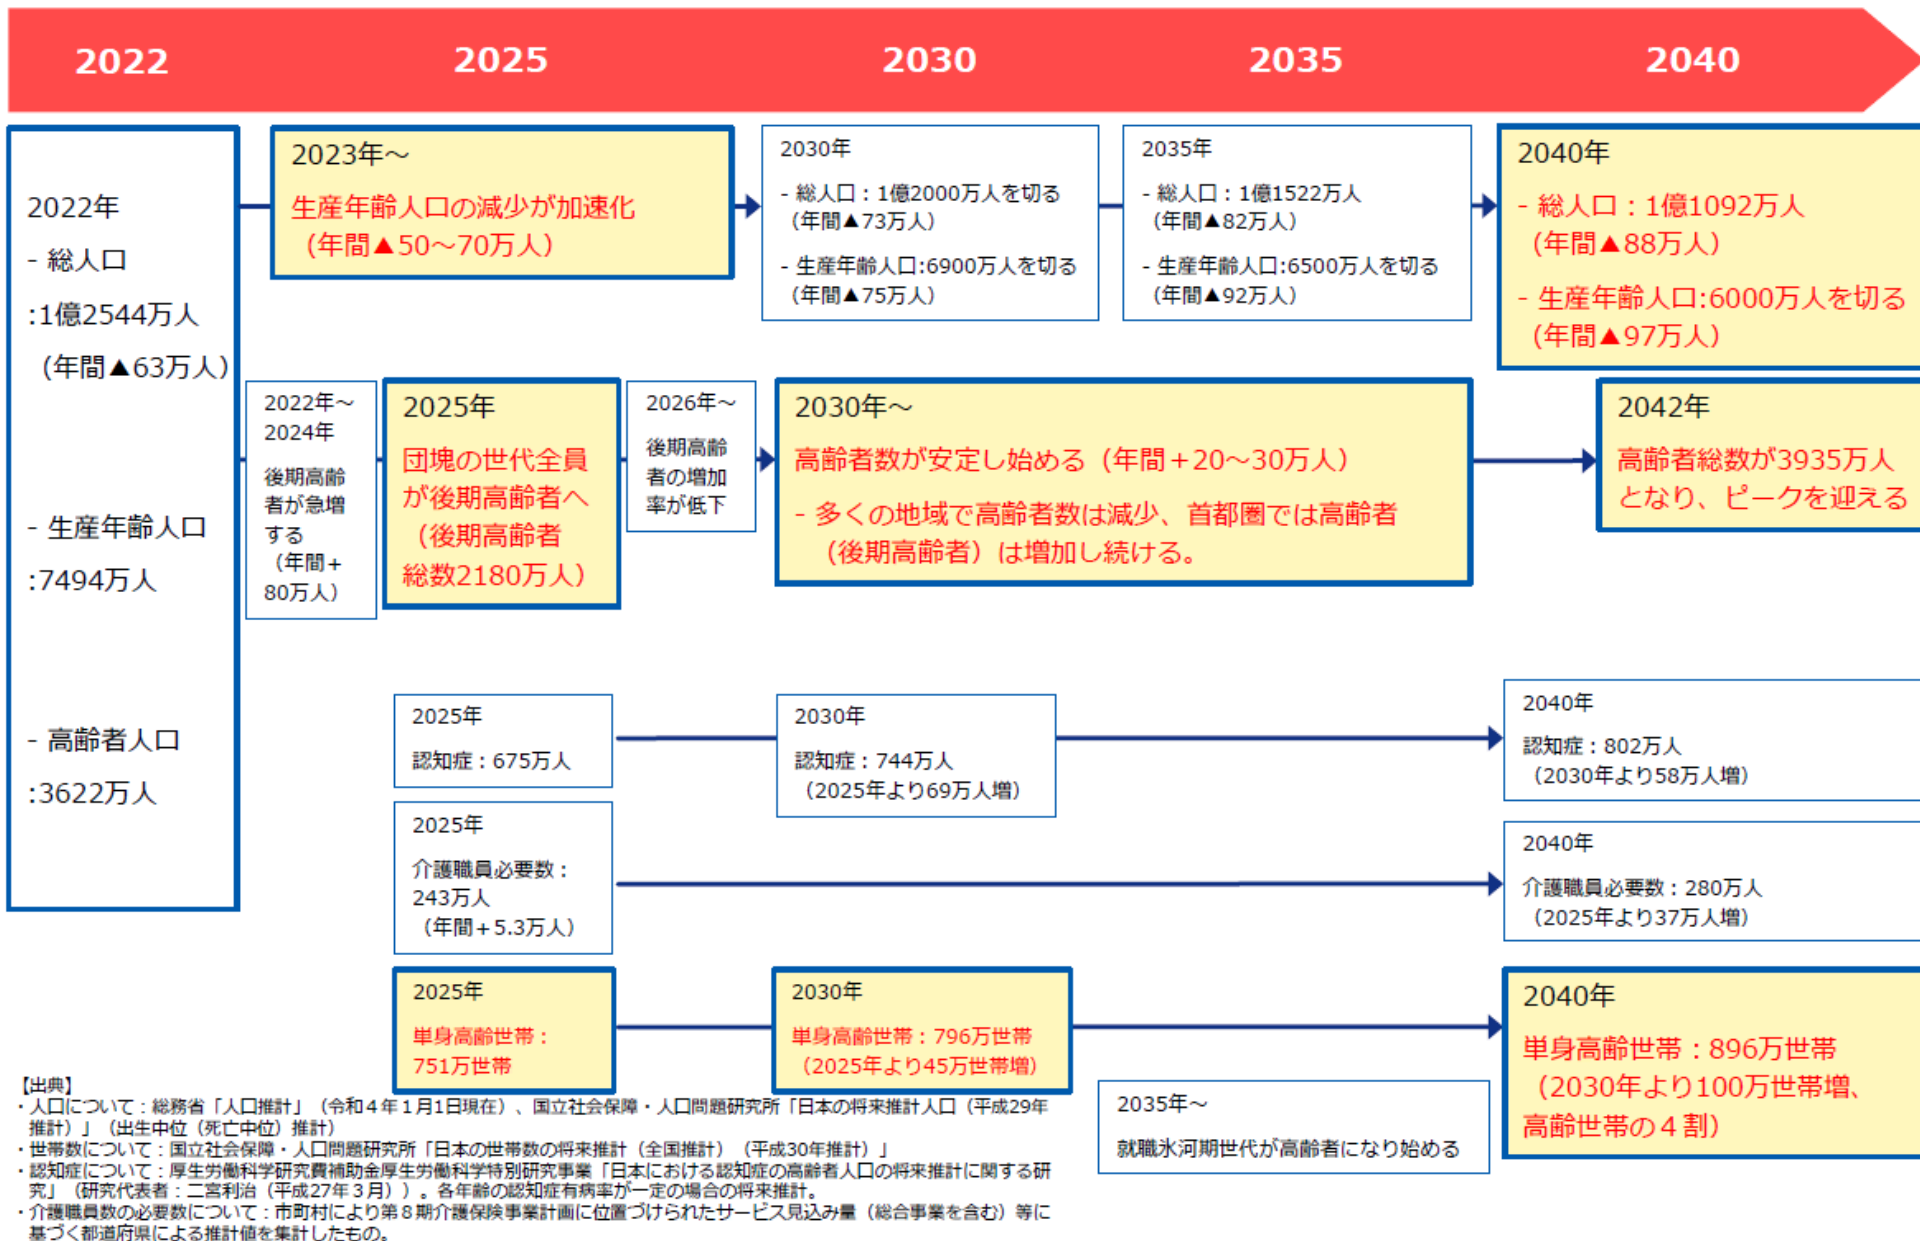 2022
2025
2030
2035
2040
2022年
- 総人口
:1億2544万人
(年間▲63万人)
- 生産年齢人口
:7494万人
- 高齢者人口
:3622万人
2023年～
生産年齢人口の減少が加速化
(年間▲50～70万人)
2030年
- 総人口：1億2000万人を切る
(年間▲73万人)
- 生産年齢人口:6900万人を切る
(年間▲75万人)
2035年
- 総人口：1億1522万人
(年間▲82万人)
- 生産年齢人口:6500万人を切る
(年間▲92万人)
2040年
- 総人口：1億1092万人
(年間▲88万人)
- 生産年齢人口:6000万人を切る
(年間▲97万人)
2022年～
2024年
後期高齢
者が急増
する
（年間＋
80万人）
2025年
団塊の世代全員
が後期高齢者へ
（後期高齢者
総数2180万人）
2026年～
後期高齢
者の増加
率が低下
2030年～
高齢者数が安定し始める（年間＋20～30万人）
- 多くの地域で高齢者数は減少、首都圏では高齢者
（後期高齢者）は増加し続ける。
2042年
高齢者総数が3935万人
となり、ピークを迎える
2025年
認知症：675万人
2030年
認知症：744万人
（2025年より69万人増）
2040年
認知症：802万人
（2030年より58万人増）
2025年
介護職員必要数：
243万人
（年間＋5.3万人）
2040年
介護職員必要数：280万人
（2025年より37万人増）
2025年
単身高齢世帯：
751万世帯
2030年
単身高齢世帯：796万世帯
（2025年より45万世帯増）
2040年
単身高齢世帯：896万世帯
（2030年より100万世帯増、
高齢世帯の４割）
2035年～
就職氷河期世代が高齢者になり始める
【出典】
・人口について：総務省「人口推計」（令和４年１月1日現在）、国立社会保障・人口問題研究所「日本の将来推計人口（平成29年
推計）」（出生中位（死亡中位）推計）
・世帯数について：国立社会保障・人口問題研究所「日本の世帯数の将来推計（全国推計）（平成30年推計）」
・認知症について：厚生労働科学研究費補助金厚生労働科学特別研究事業「日本における認知症の高齢者人口の将来推計に関する研
究」（研究代表者：二宮利治（平成27年３月））。各年齢の認知症有病率が一定の場合の将来推計。
・介護職員数の必要数について：市町村により第８期介護保険事業計画に位置づけられたサービス見込み量（総合事業を含む）等に
基づく都道府県による推計値を集計したもの。